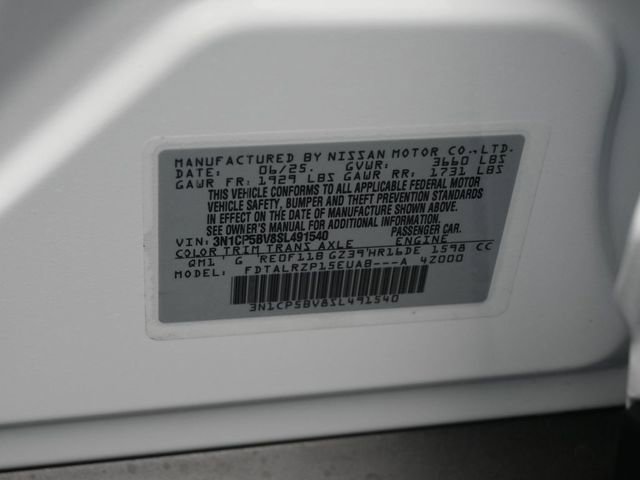 MANUFACTURED BY NISSAN MOTOR CO.,LTD.
DATE: 06/25. GVWR: 3660 LBS
GAWR FR: 1929 LBS GAWR RR: 1731 LBS
THIS VEHICLE CONFORMS TO ALL APPLICABLE FEDERAL MOTOR
VEHICLE SAFETY, BUMPER AND THEFT PREVENTION STANDARDS
IN EFFECT ON THE DATE OF MANUFACTURE SHOWN ABOVE.
SEE OWNER'S MANUAL FOR ADDITIONAL INFORMATION.
VIN: 3N1CP5BV8SL491540 PASSENGER CAR
COLOR TRIM TRANS AXLE ENGINE
QM1 G RE0F11B GZ39 HR16DE 1598 CC
MODEL: FDTALRZP15EUAB---A 4Z000
3N1CP5BV8SL491540